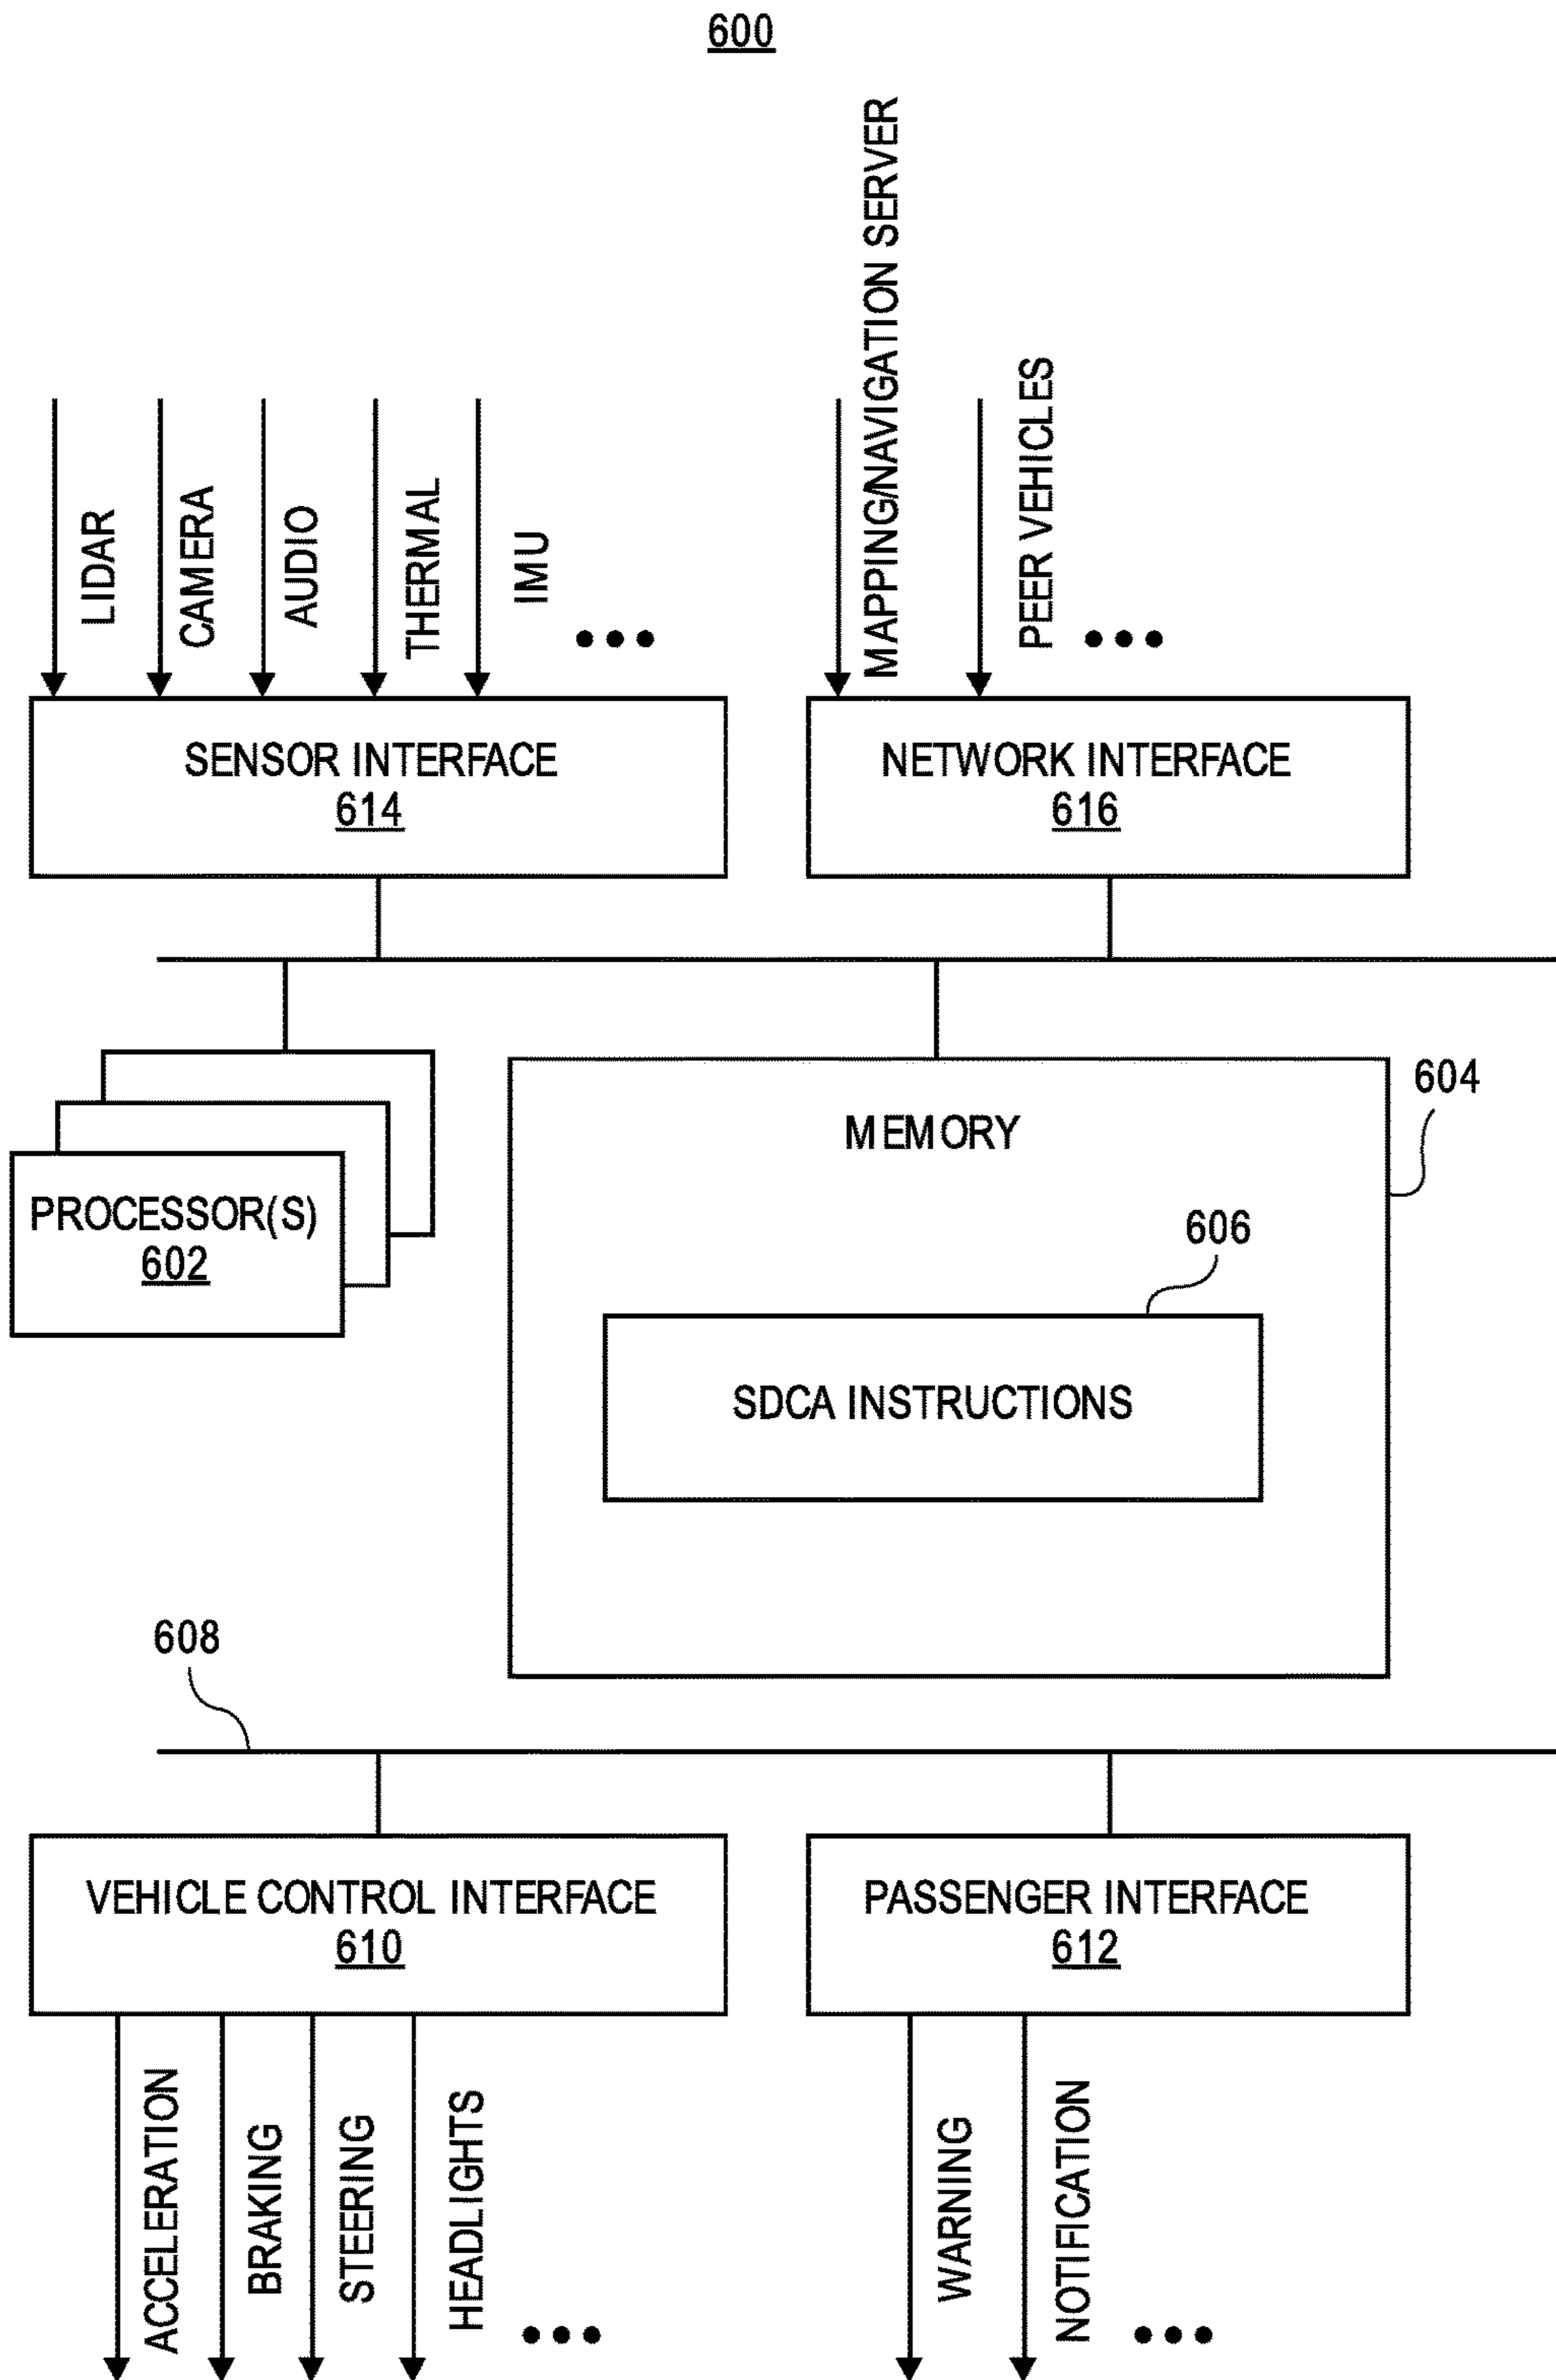 600
LIDAR
CAMERA
AUDIO
THERMAL
IMU
MAPPING/NAVIGATION SERVER
PEER VEHICLES
SENSOR INTERFACE
614
NETWORK INTERFACE
616
PROCESSOR(S)
602
MEMORY
604
606
SDCA INSTRUCTIONS
608
VEHICLE CONTROL INTERFACE
610
PASSENGER INTERFACE
612
ACCELERATION
BRAKING
STEERING
HEADLIGHTS
WARNING
NOTIFICATION